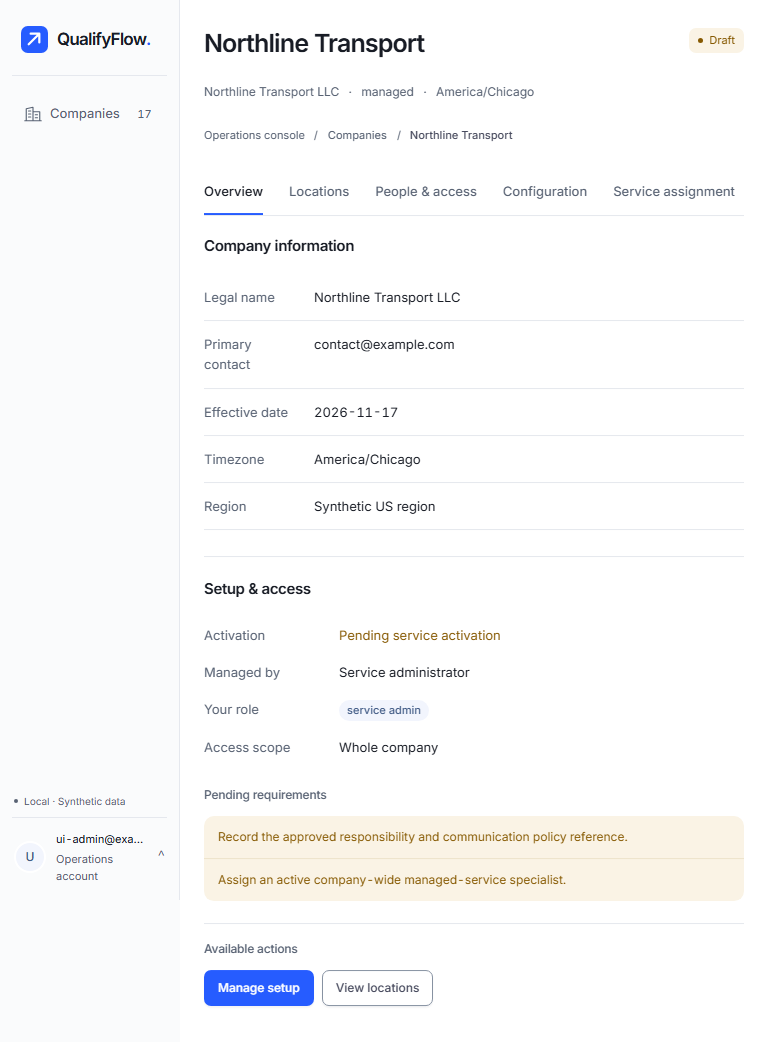 QualifyFlow.
Companies 17
Local · Synthetic data
U
ui-admin@exa...
Operations
account
^
Northline Transport
Draft
Northline Transport LLC · managed · America/Chicago
Operations console / Companies / Northline Transport
Overview Locations People & access Configuration Service assignment
Company information
Legal name Northline Transport LLC
Primary contact@example.com
contact
Effective date 2026-11-17
Timezone America/Chicago
Region Synthetic US region
Setup & access
Activation Pending service activation
Managed by Service administrator
Your role service admin
Access scope Whole company
Pending requirements
Record the approved responsibility and communication policy reference.
Assign an active company-wide managed-service specialist.
Available actions
Manage setup View locations